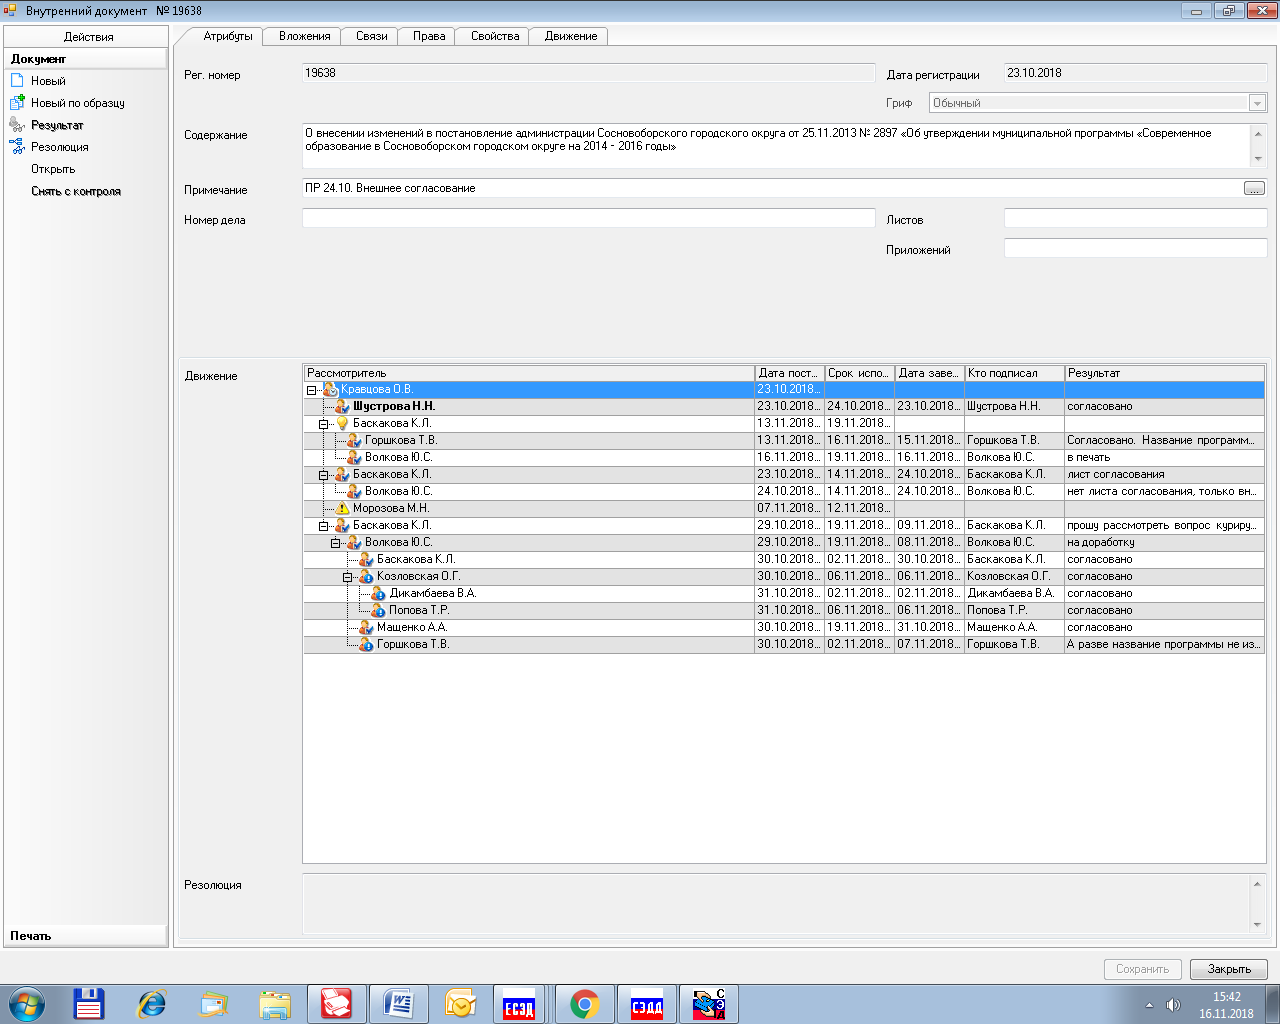 Внутренний документ № 19638
Действия
Документ
Новый
Новый по образцу
Результат
Резолюция
Открыть
Снять с контроля
Печать
Атрибуты Вложения Связи Права Свойства Движение
Рег. номер 19638 Дата регистрации 23.10.2018
Гриф Обычный
Содержание О внесении изменений в постановление администрации Сосновоборского городского округа от 25.11.2013 № 2897 «Об утверждении муниципальной программы «Современное
образование в Сосновоборском городском округе на 2014 - 2016 годы»
Примечание ПР 24.10. Внешнее согласование ...
Номер дела Листов
Приложений
Движение
Рассмотритель Дата пост... Срок испо... Дата заве... Кто подписал Результат
Кравцова О.В. 23.10.2018...
Шустрова Н.Н. 23.10.2018... 24.10.2018... 23.10.2018... Шустрова Н.Н. согласовано
Баскакова К.Л. 13.11.2018... 19.11.2018...
Горшкова Т.В. 13.11.2018... 16.11.2018... 15.11.2018... Горшкова Т.В. Согласовано. Название программ...
Волкова Ю.С. 16.11.2018... 19.11.2018... 16.11.2018... Волкова Ю.С. в печать
Баскакова К.Л. 23.10.2018... 14.11.2018... 24.10.2018... Баскакова К.Л. лист согласования
Волкова Ю.С. 24.10.2018... 14.11.2018... 24.10.2018... Волкова Ю.С. нет листа согласования, только вн...
Морозова М.Н. 07.11.2018... 12.11.2018...
Баскакова К.Л. 29.10.2018... 19.11.2018... 09.11.2018... Баскакова К.Л. прошу рассмотреть вопрос куриру...
Волкова Ю.С. 29.10.2018... 19.11.2018... 08.11.2018... Волкова Ю.С. на доработку
Баскакова К.Л. 30.10.2018... 02.11.2018... 30.10.2018... Баскакова К.Л. согласовано
Козловская О.Г. 30.10.2018... 06.11.2018... 06.11.2018... Козловская О.Г. согласовано
Дикамбаева В.А. 31.10.2018... 02.11.2018... 02.11.2018... Дикамбаева В.А. согласовано
Попова Т.Р. 31.10.2018... 06.11.2018... 06.11.2018... Попова Т.Р. согласовано
Мащенко А.А. 30.10.2018... 19.11.2018... 31.10.2018... Мащенко А.А. согласовано
Горшкова Т.В. 30.10.2018... 02.11.2018... 07.11.2018... Горшкова Т.В. А разве название программы не из...
Резолюция
Сохранить Закрыть
ЕСЭД СЭДД СЭД
15:42
16.11.2018